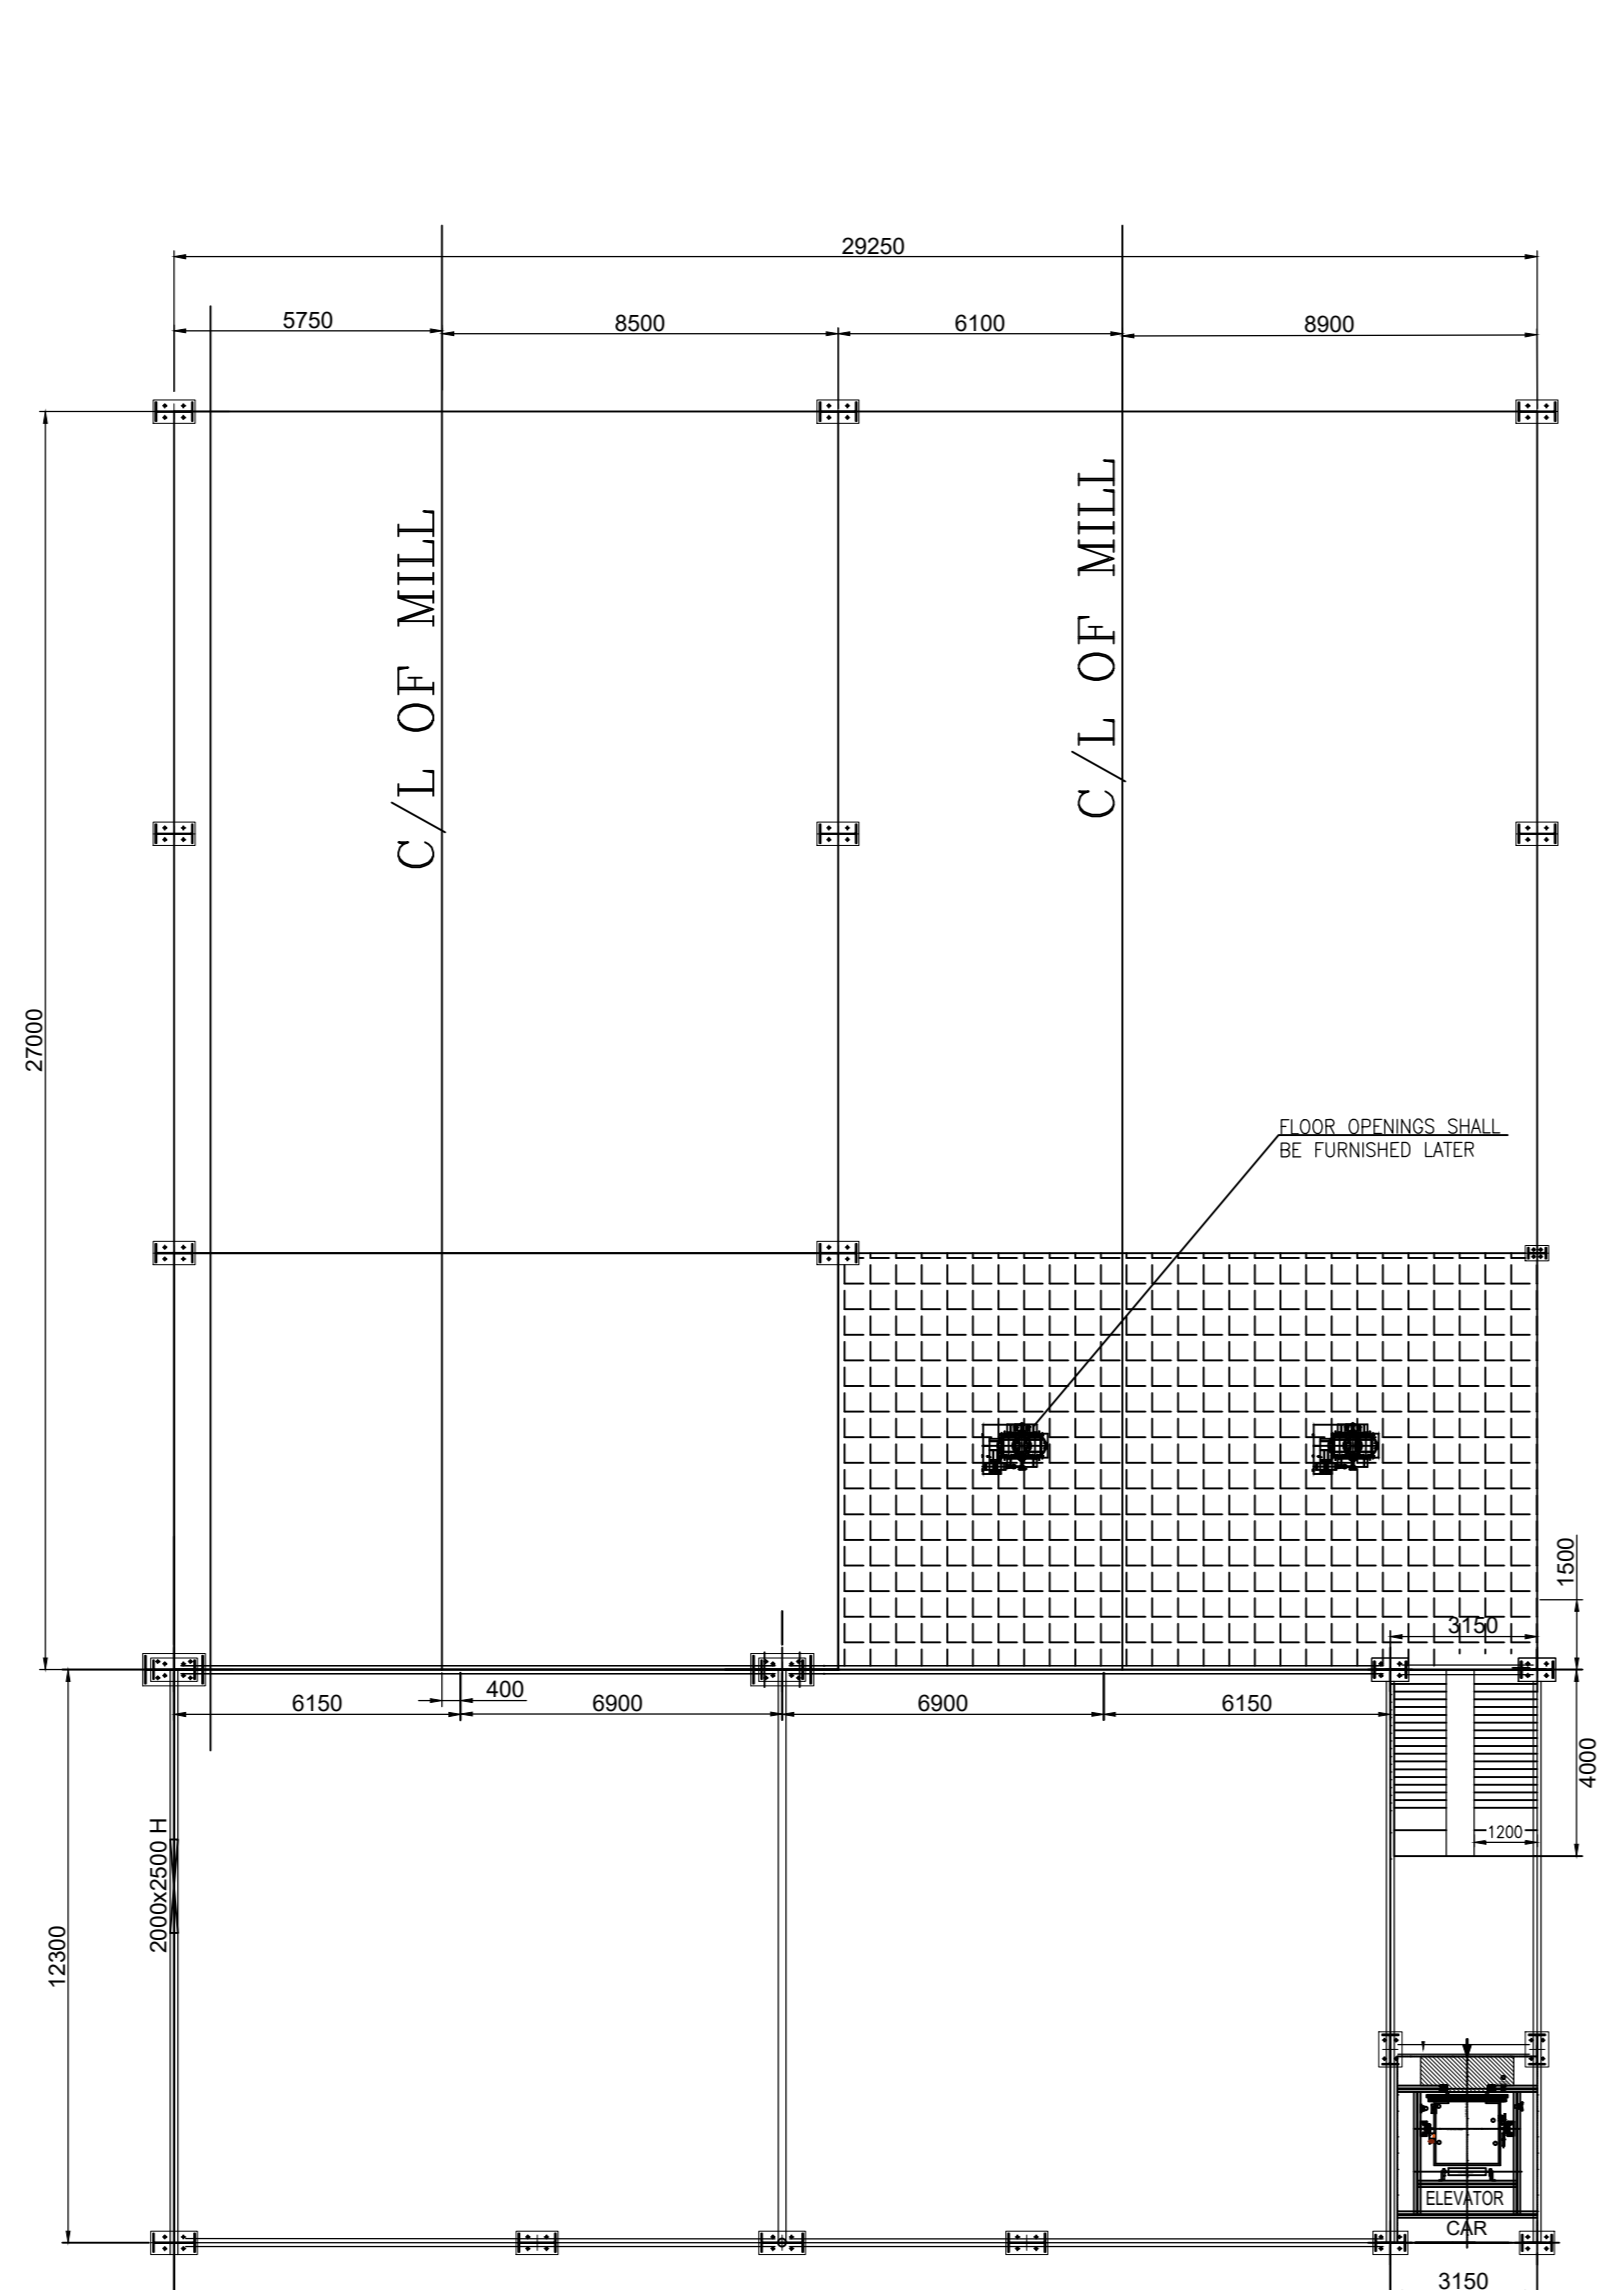 29250
5750
8500
6100
8900
C/L OF MILL
C/L OF MILL
27000
FLOOR OPENINGS SHALL
BE FURNISHED LATER
1500
3150
6150
400
6900
6900
6150
4000
1200
2000x2500 H
12300
ELEVATOR
CAR
3150